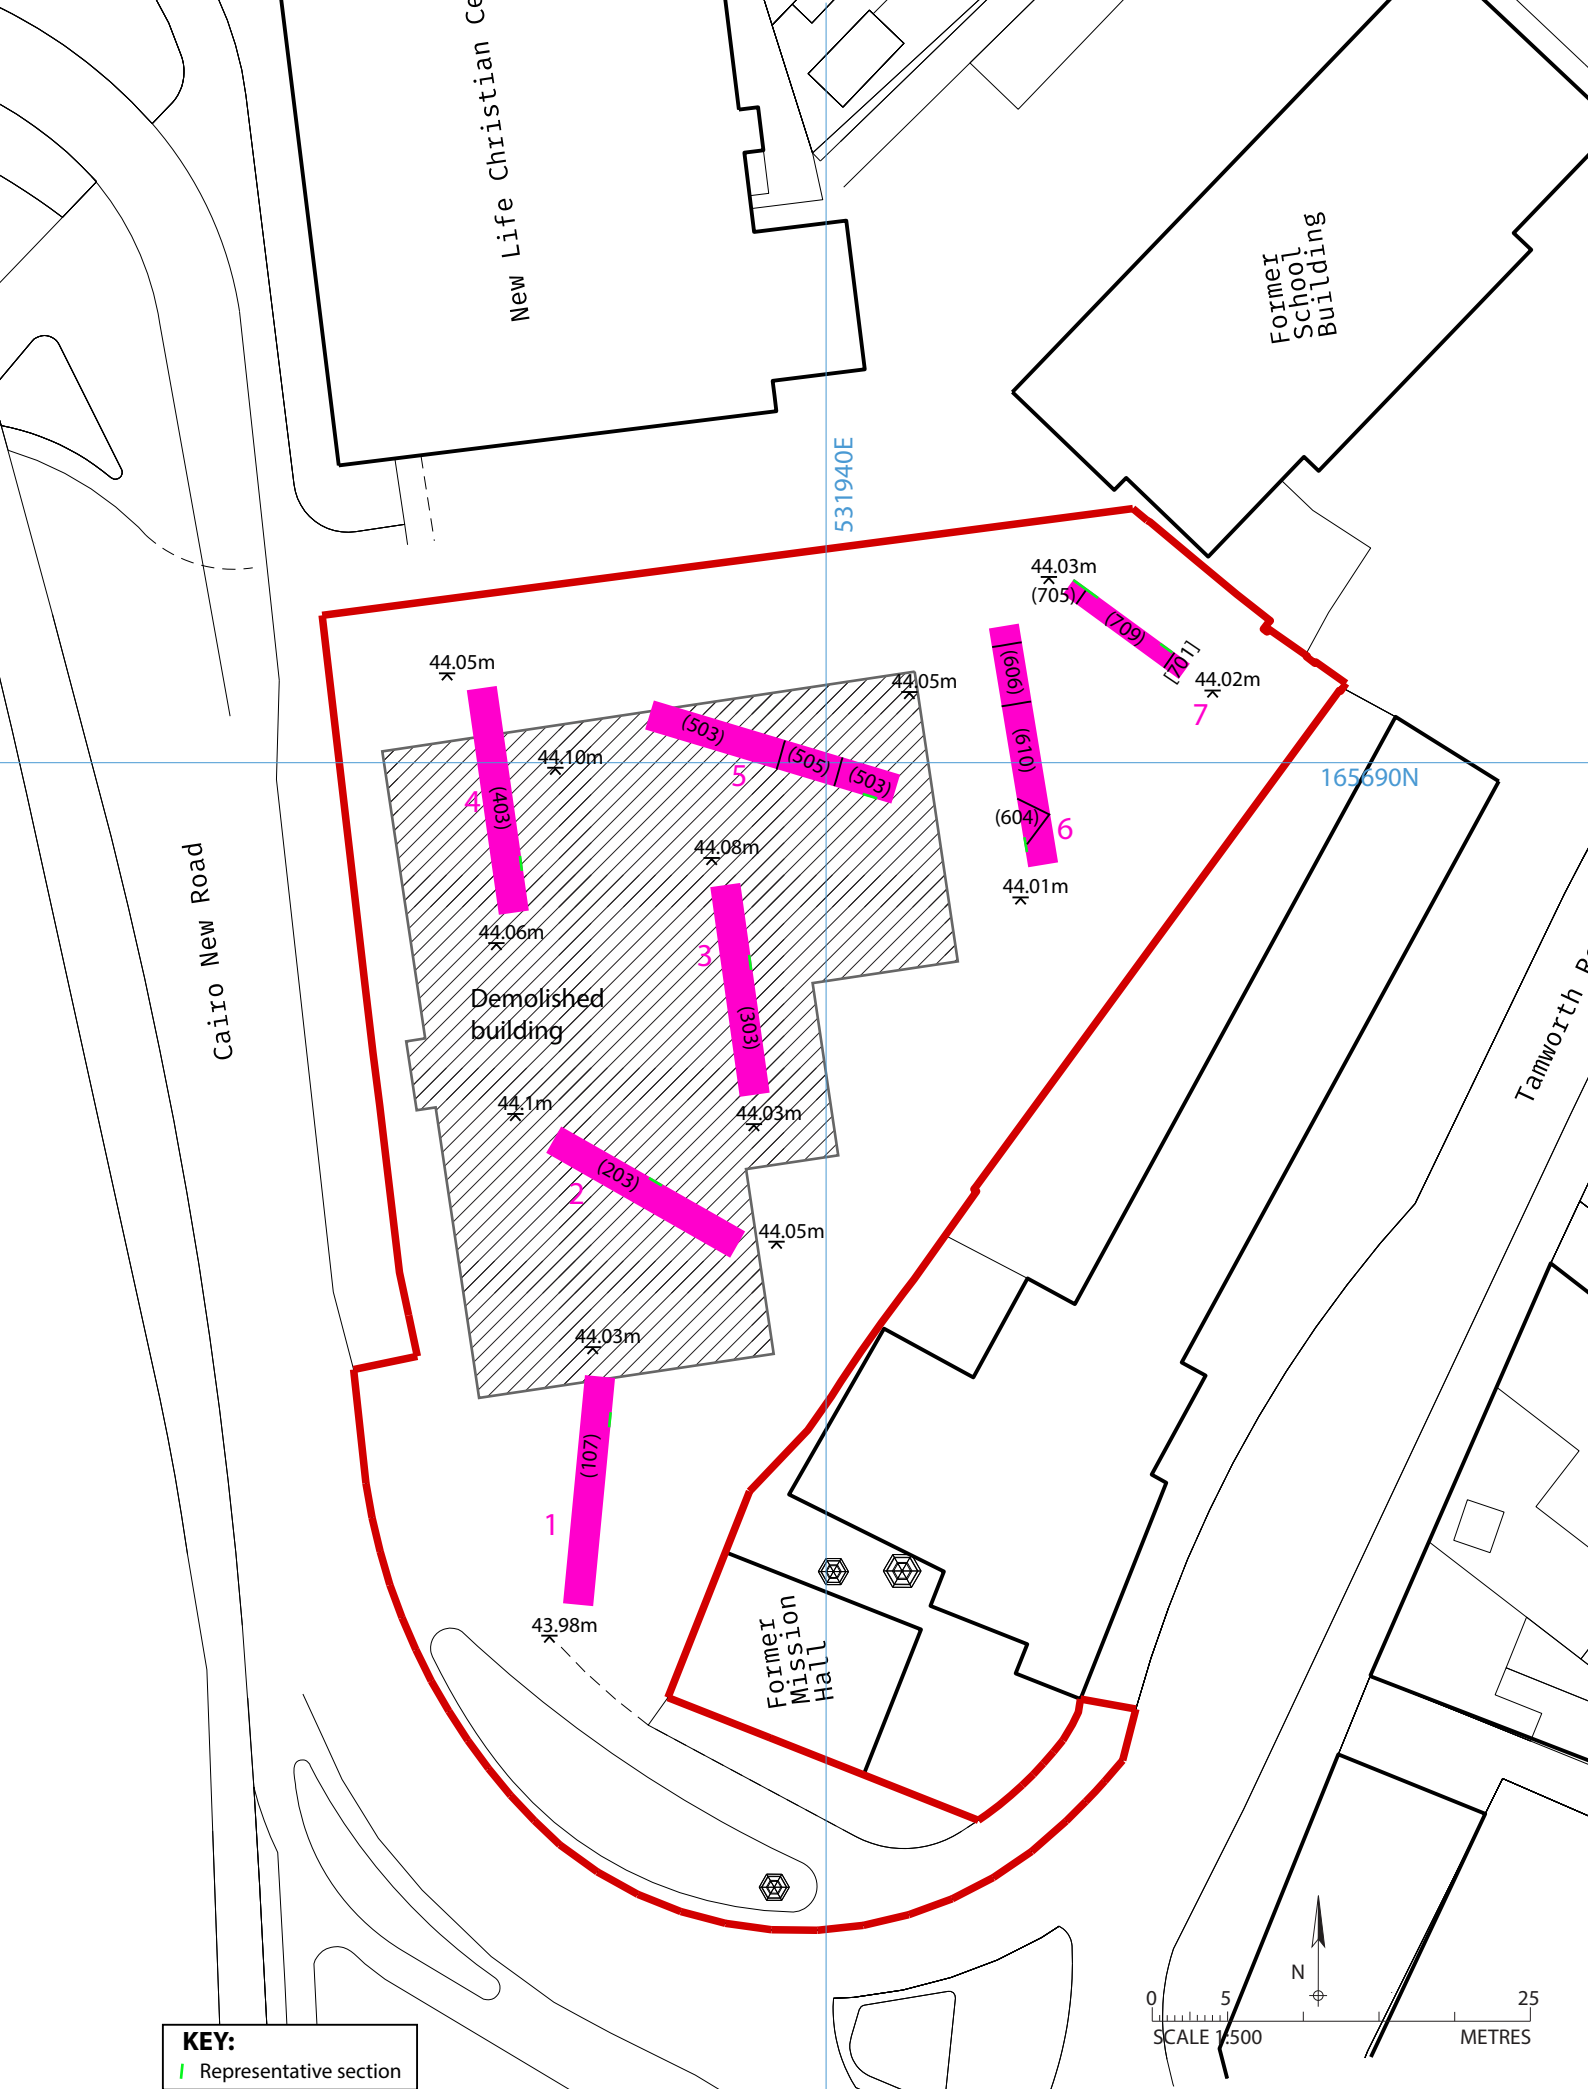 New Life Christian Ce
Former
School
Building
531940E
44.03m
(705)
(709)
[701]
44.02m
7
44.05m
44.05m
(606)
(503)
5
(505)
(503)
44.10m
(610)
165690N
4
(403)
(604)
6
44.08m
44.01m
44.06m
3
Cairo New Road
Demolished
building
(303)
Tamworth R
44.1m
44.03m
(203)
2
44.05m
44.03m
(107)
1
43.98m
Former
Mission
Hall
N
0 5 25
SCALE 1:500 METRES
KEY:
Representative section